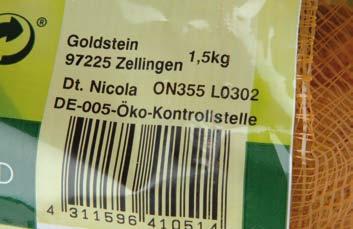 ®
Goldstein 1,5kg
97225 Zellingen
Dt. Nicola ON355 L0302
DE-005-Öko-Kontrollstelle
D
4 311596 410514